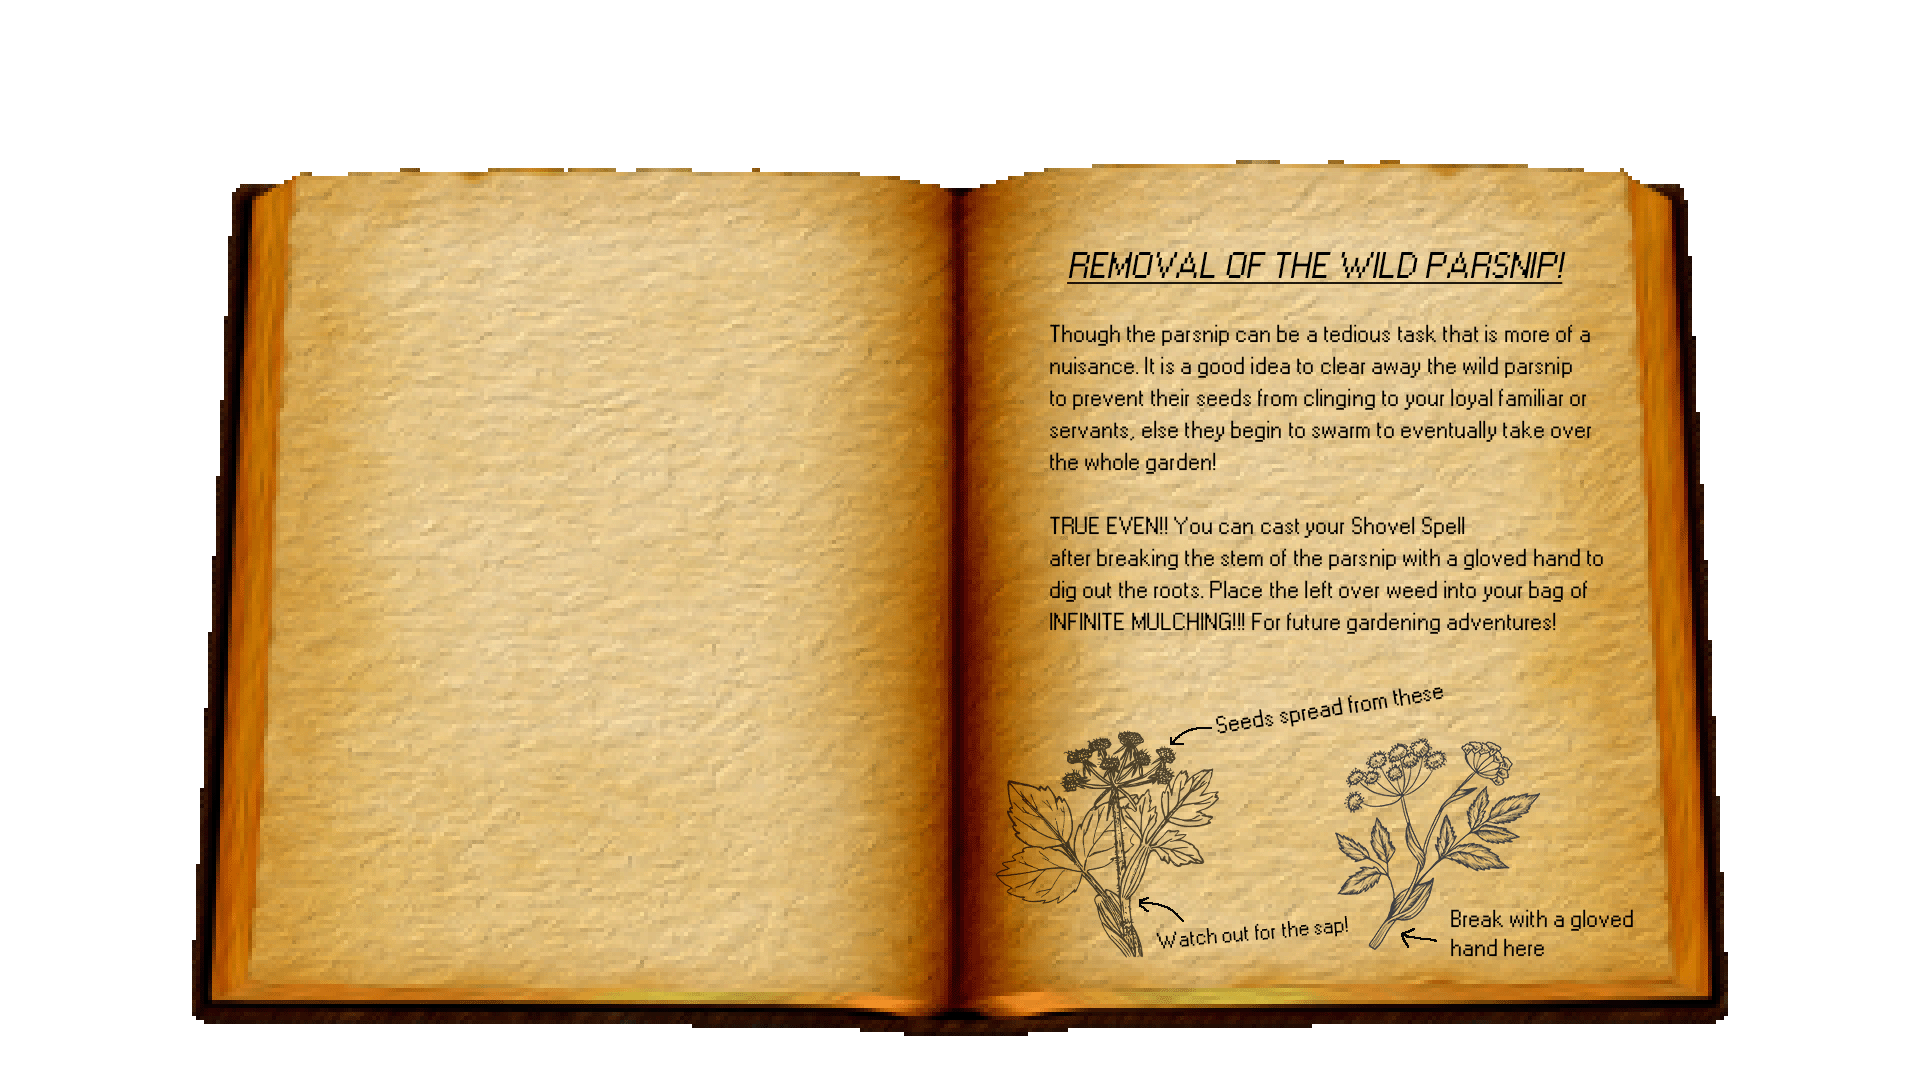 REMOVAL OF THE WILD PARSNIP!
Though the parsnip can be a tedious task that is more of a
nuisance. It is a good idea to clear away the wild parsnip
to prevent their seeds from clinging to your loyal familiar or
servants, else they begin to swarm to eventually take over
the whole garden!
TRUE EVEN!! You can cast your Shovel Spell
after breaking the stem of the parsnip with a gloved hand to
dig out the roots. Place the left over weed into your bag of
INFINITE MULCHING!!! For future gardening adventures!
Seeds spread from these
Watch out for the sap!
Break with a gloved
hand here